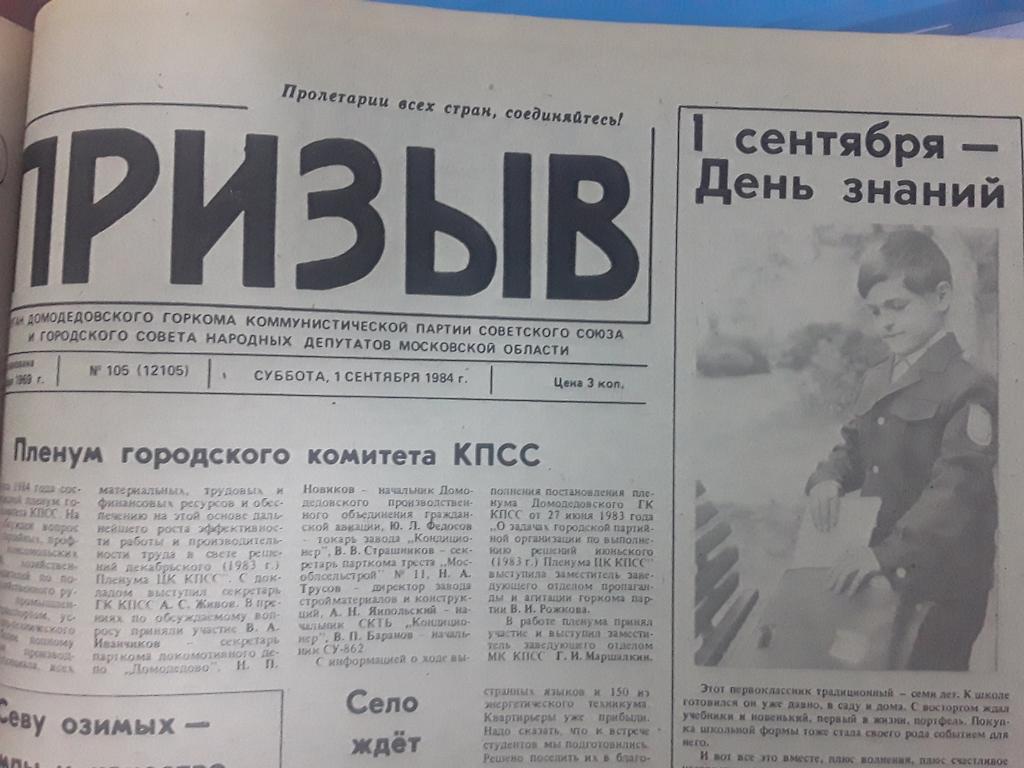 Пролетарии всех стран, соединяйтесь!
ПРИЗЫВ
ДОМОДЕДОВСКОГО ГОРКОМА КОММУНИСТИЧЕСКОЙ ПАРТИИ СОВЕТСКОГО СОЮЗА
И ГОРОДСКОГО СОВЕТА НАРОДНЫХ ДЕПУТАТОВ МОСКОВСКОЙ ОБЛАСТИ
1969 г.
№ 105 (12105)
СУББОТА, 1 СЕНТЯБРЯ 1984 г.
Цена 3 коп.
Пленум городского комитета КПСС
материальных, трудовых и
финансовых ресурсов и обес-
печению на этой основе даль-
нейшего роста эффективнос-
ти работы и производитель-
ности труда в свете реше-
ний декабрьского (1983 г.)
Пленума ЦК КПСС". С док-
ладом выступил секретарь
ГК КПСС А. С. Живов. В пре-
ниях по обсуждаемому воп-
росу приняли участие В. А.
Иванчиков — секретарь
парткома локомотивного де-
по „Домодедово", Н. П.
Новиков - начальник Домо-
дедовского производствен-
ного объединения граждан-
ской авиации, Ю. Л. Федосов
- токарь завода „Кондицио-
нер", В. В. Страшников - сек-
ретарь парткома треста „Мос-
облсельстрой" № 11, Н. А.
Трусов - директор завода
стройматериалов и конструк-
ций, А. Н. Япольский - на-
чальник СКТБ „Кондицио-
нер", В. П. Баранов - началь-
ник СУ-862.
С информацией о ходе вы-
полнения постановления пле-
нума Домодедовского ГК
КПСС от 27 июня 1983 года
"О задачах городской партий-
ной организации по выполне-
нию решений июньского
(1983 г.) Пленума ЦК КПСС"
выступила заместитель заве-
дующего отделом пропаган-
ды и агитации горкома пар-
тии В. И. Рожкова.
В работе пленума принял
участие и выступил замести-
тель заведующего отделом
МК КПСС Г. И. Маршалкин.
Севу озимых —
Село
ждёт
странных языков и 150 из
энергетического техникума.
Квартирьеры уже прибыли.
Надо сказать, что к встрече
студентов мы подготовились.
Решено поселить их в благо-
1 сентября —
День знаний
Этот первоклассник традиционный — семи лет. К школе
готовился он уже давно, в саду и дома. С восторгом ждал
учебники и новенький, первый в жизни, портфель. Покуп-
ка школьной формы тоже стала своего рода событием для
него.
И вот все это вместе, плюс волнения, плюс счастливое